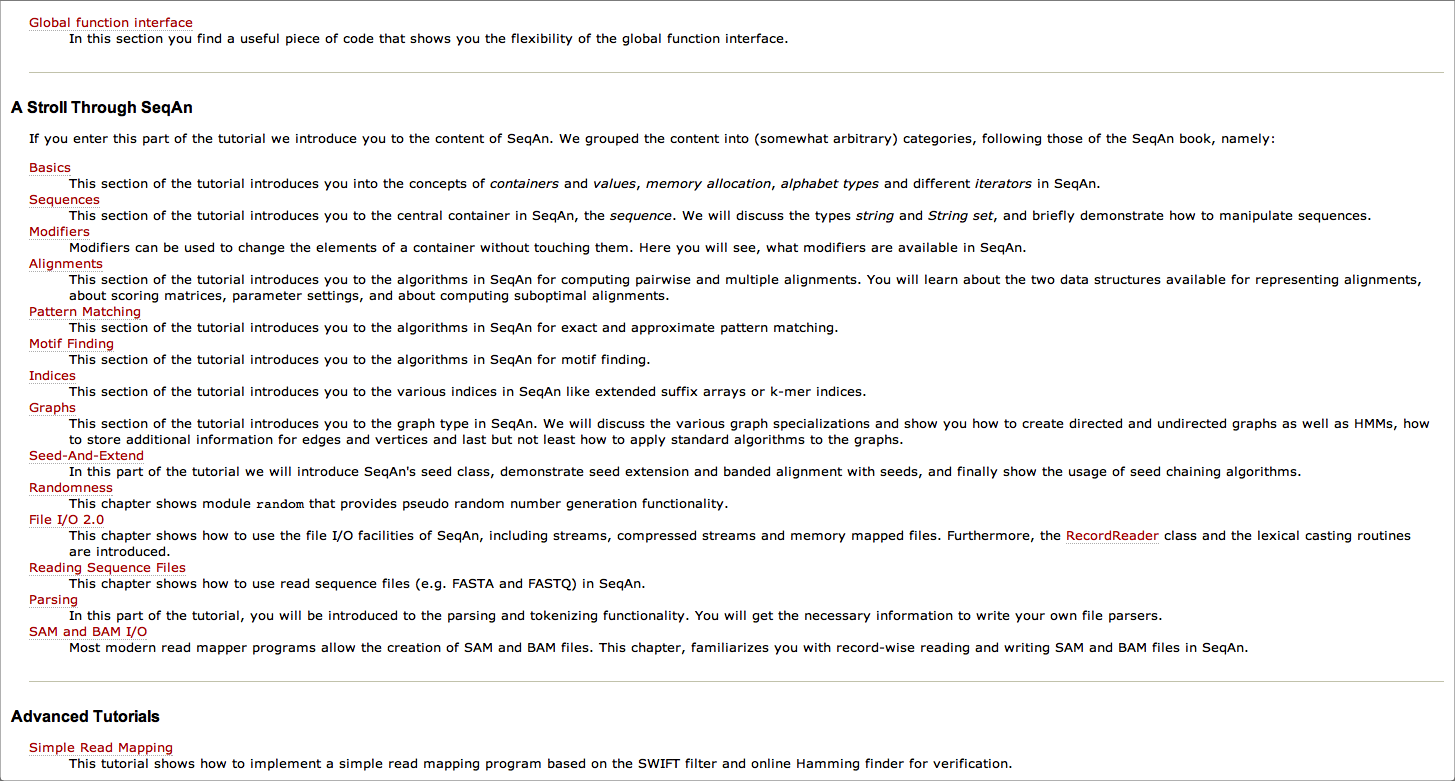 Global function interface
In this section you find a useful piece of code that shows you the flexibility of the global function interface.
A Stroll Through SeqAn
If you enter this part of the tutorial we introduce you to the content of SeqAn. We grouped the content into (somewhat arbitrary) categories, following those of the SeqAn book, namely:
Basics
This section of the tutorial introduces you into the concepts of containers and values, memory allocation, alphabet types and different iterators in SeqAn.
Sequences
This section of the tutorial introduces you to the central container in SeqAn, the sequence. We will discuss the types string and String set, and briefly demonstrate how to manipulate sequences.
Modifiers
Modifiers can be used to change the elements of a container without touching them. Here you will see, what modifiers are available in SeqAn.
Alignments
This section of the tutorial introduces you to the algorithms in SeqAn for computing pairwise and multiple alignments. You will learn about the two data structures available for representing alignments,
about scoring matrices, parameter settings, and about computing suboptimal alignments.
Pattern Matching
This section of the tutorial introduces you to the algorithms in SeqAn for exact and approximate pattern matching.
Motif Finding
This section of the tutorial introduces you to the algorithms in SeqAn for motif finding.
Indices
This section of the tutorial introduces you to the various indices in SeqAn like extended suffix arrays or k-mer indices.
Graphs
This section of the tutorial introduces you to the graph type in SeqAn. We will discuss the various graph specializations and show you how to create directed and undirected graphs as well as HMMs, how
to store additional information for edges and vertices and last but not least how to apply standard algorithms to the graphs.
Seed-And-Extend
In this part of the tutorial we will introduce SeqAn's seed class, demonstrate seed extension and banded alignment with seeds, and finally show the usage of seed chaining algorithms.
Randomness
This chapter shows module random that provides pseudo random number generation functionality.
File I/O 2.0
This chapter shows how to use the file I/O facilities of SeqAn, including streams, compressed streams and memory mapped files. Furthermore, the RecordReader class and the lexical casting routines
are introduced.
Reading Sequence Files
This chapter shows how to use read sequence files (e.g. FASTA and FASTQ) in SeqAn.
Parsing
In this part of the tutorial, you will be introduced to the parsing and tokenizing functionality. You will get the necessary information to write your own file parsers.
SAM and BAM I/O
Most modern read mapper programs allow the creation of SAM and BAM files. This chapter, familiarizes you with record-wise reading and writing SAM and BAM files in SeqAn.
Advanced Tutorials
Simple Read Mapping
This tutorial shows how to implement a simple read mapping program based on the SWIFT filter and online Hamming finder for verification.